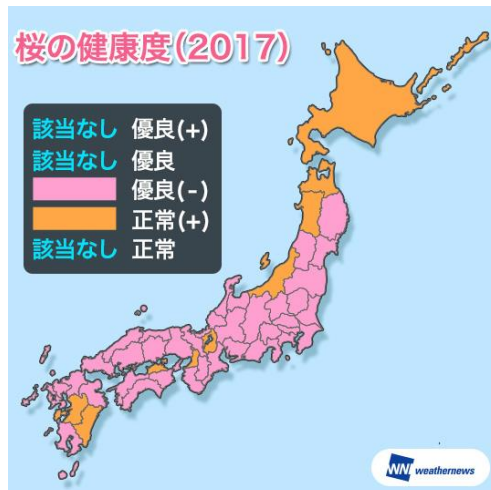 桜の健康度(2017)
該当なし 優良(+)
該当なし 優良
優良(-)
正常(+)
該当なし 正常
WN weathernews